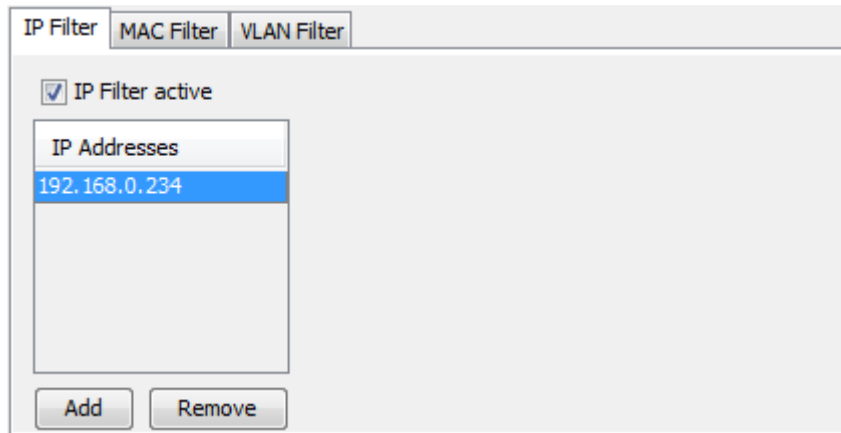 IP Filter MAC Filter VLAN Filter
IP Filter active
IP Addresses
192.168.0.234
Add Remove